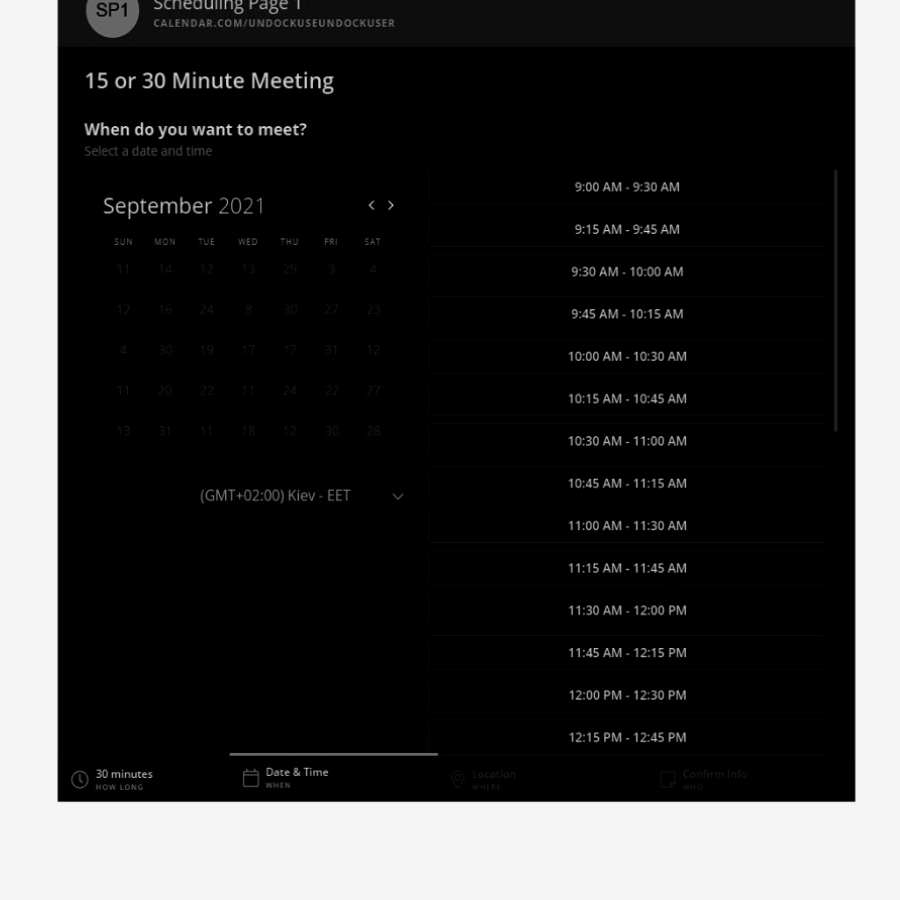 SP1
Scheduling Page 1
CALENDAR.COM/UNDOCKUSEUNDOCKUSER
15 or 30 Minute Meeting
When do you want to meet?
Select a date and time
September 2021
< >
SUN MON TUE WED THU FRI SAT
11 14 12 13 29 3 4
12 16 24 8 30 27 23
4 30 19 17 17 31 12
11 20 22 11 24 22 27
13 31 11 18 12 30 28
(GMT+02:00) Kiev - EET
9:00 AM - 9:30 AM
9:15 AM - 9:45 AM
9:30 AM - 10:00 AM
9:45 AM - 10:15 AM
10:00 AM - 10:30 AM
10:15 AM - 10:45 AM
10:30 AM - 11:00 AM
10:45 AM - 11:15 AM
11:00 AM - 11:30 AM
11:15 AM - 11:45 AM
11:30 AM - 12:00 PM
11:45 AM - 12:15 PM
12:00 PM - 12:30 PM
12:15 PM - 12:45 PM
30 minutes
HOW LONG
Date & Time
WHEN
Location
WHERE
Confirm Info
WHO